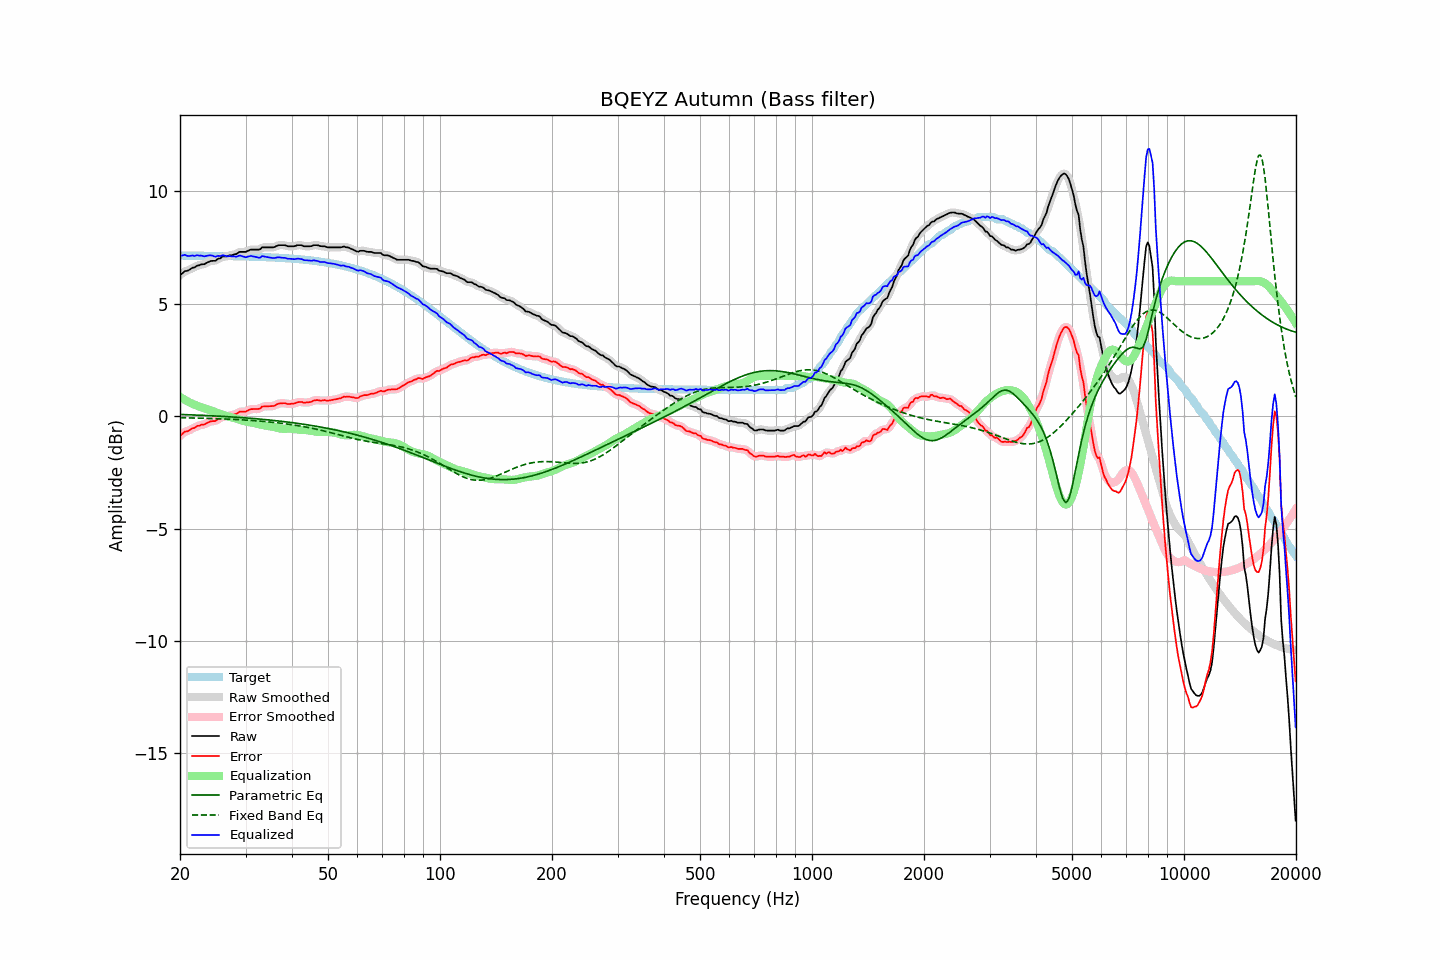 BQEYZ Autumn (Bass filter)
Amplitude (dBr)
10
5
0
−5
−10
−15
Target
Raw Smoothed
Error Smoothed
Raw
Error
Equalization
Parametric Eq
Fixed Band Eq
Equalized
20 50 100 200 500 1000 2000 5000 10000 20000
Frequency (Hz)